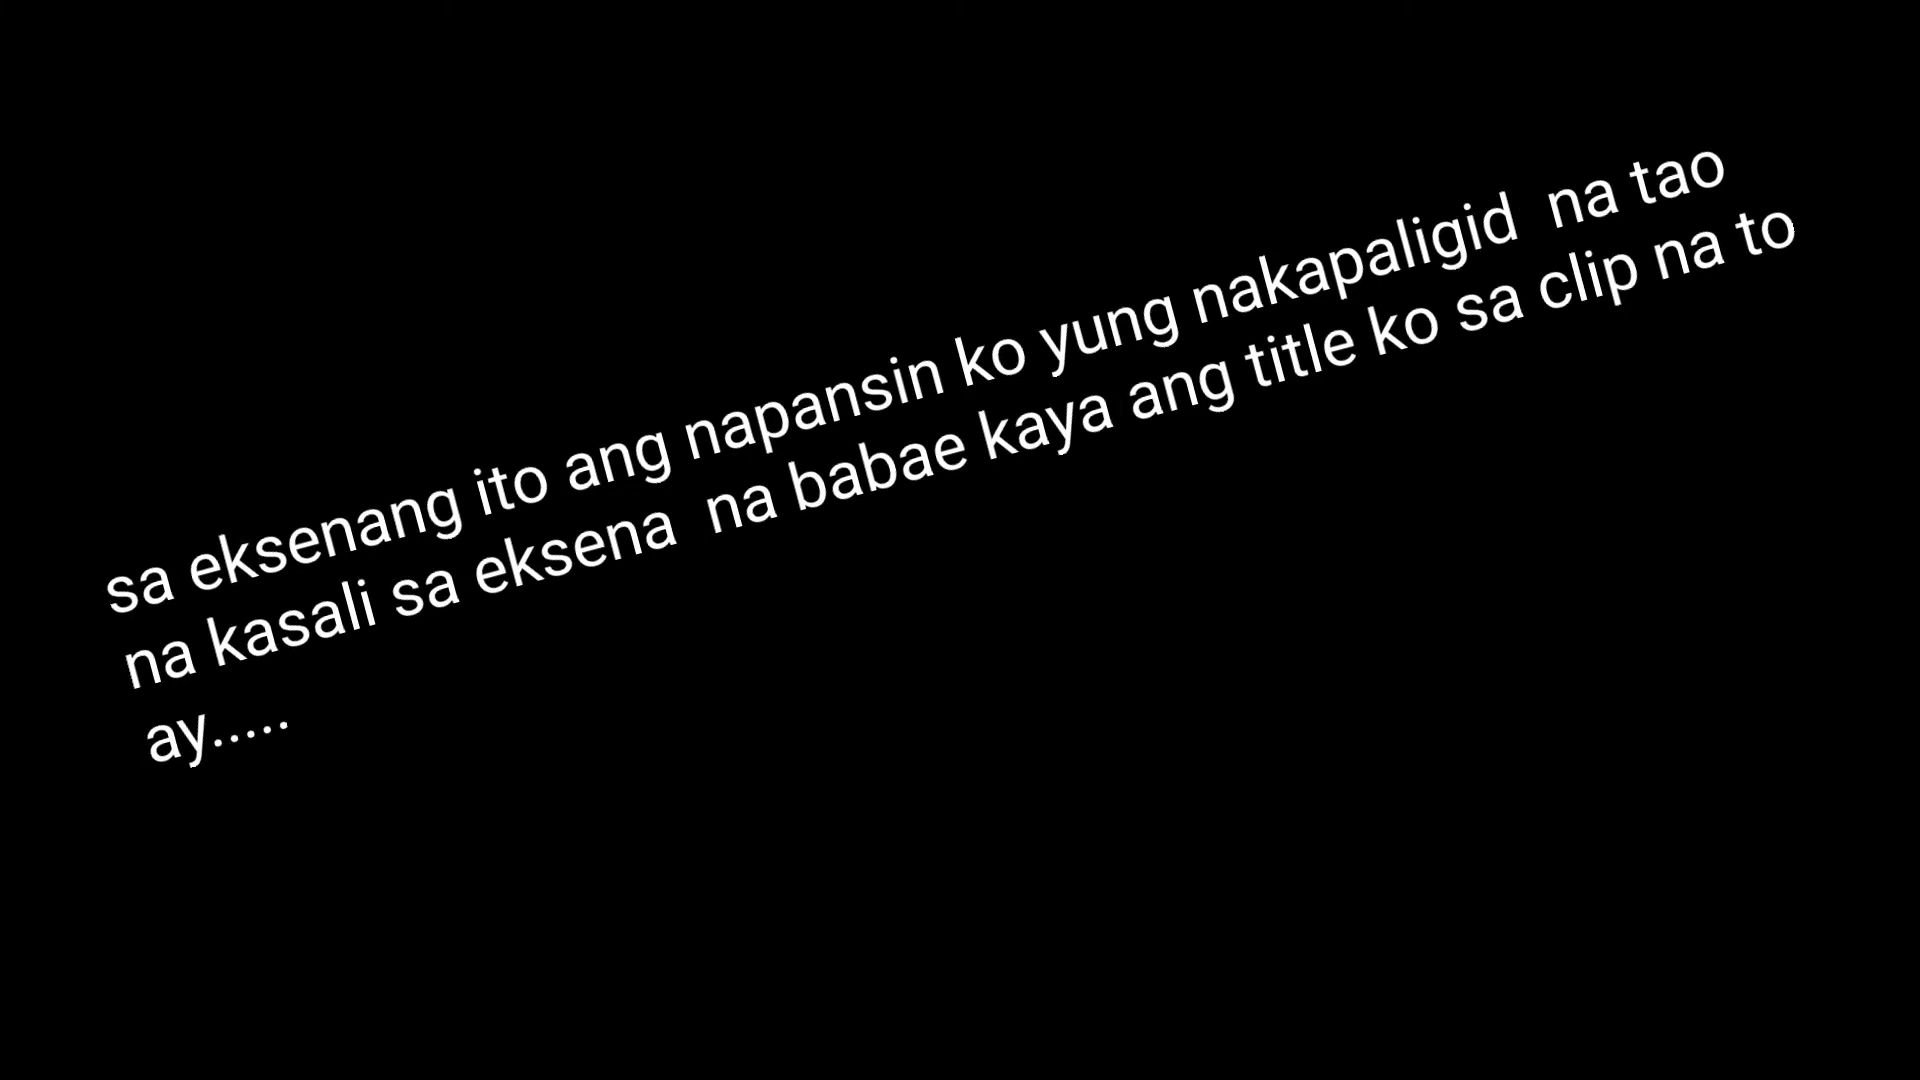 sa eksenang ito ang napansin ko yung nakapaligid  na tao
na kasali sa eksena  na babae kaya ang title ko sa clip na to
ay.....